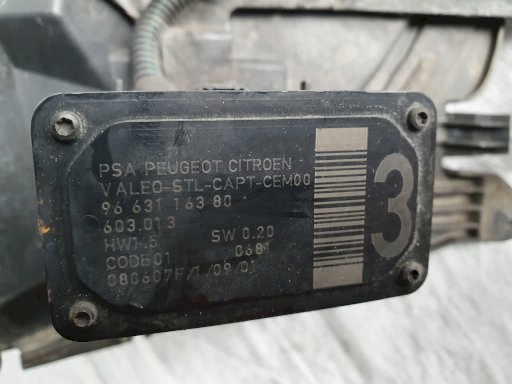 PSA PEUGEOT CITROEN
VALEO-STL-CAPT-CEM00
96 631 163 80
603.013
HW1.5 SW 0.20
CODE01 0681
080607F/1/09/01
3